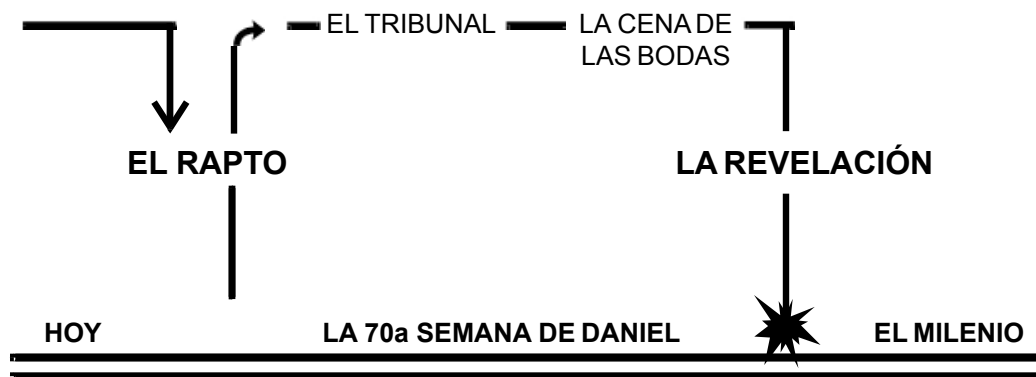 EL TRIBUNAL LA CENA DE
LAS BODAS
EL RAPTO LA REVELACIÓN
HOY LA 70a SEMANA DE DANIEL EL MILENIO